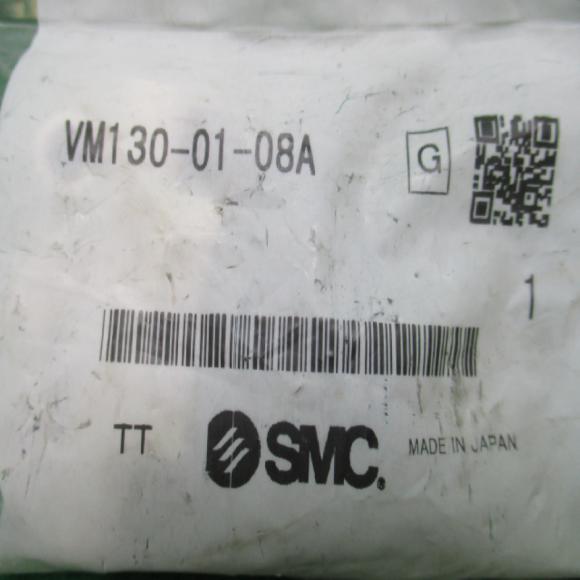 VM130-01-08A G
1
TT SMC. MADE IN JAPAN